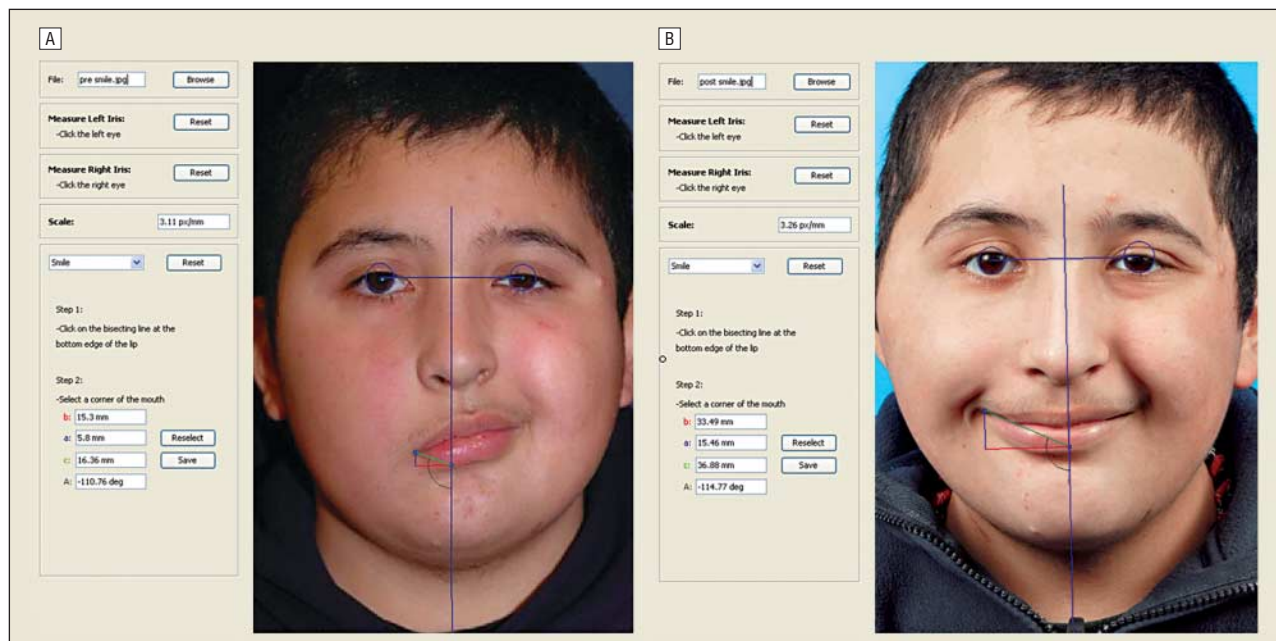 A
File: pre smile.jpg Browse
Measure Left Iris: Reset
-Click the left eye
Measure Right Iris: Reset
-Click the right eye
Scale: 3.11 px/mm
Smile Reset
Step 1:
-Click on the bisecting line at the
bottom edge of the lip
Step 2:
-Select a corner of the mouth
b: 15.3 mm
a: 5.8 mm Reselect
c: 16.36 mm Save
A: -110.76 deg
B
File: post smile.jpg Browse
Measure Left Iris: Reset
-Click the left eye
Measure Right Iris: Reset
-Click the right eye
Scale: 3.26 px/mm
Smile Reset
Step 1:
-Click on the bisecting line at the
bottom edge of the lip
Step 2:
-Select a corner of the mouth
b: 33.49 mm
a: 15.46 mm Reselect
c: 36.88 mm Save
A: -114.77 deg